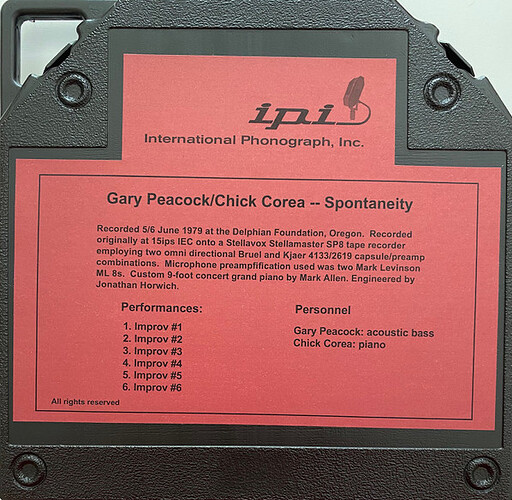 ipi
International Phonograph, Inc.
Gary Peacock/Chick Corea -- Spontaneity
Recorded 5/6 June 1979 at the Delphian Foundation, Oregon. Recorded
originally at 15ips IEC onto a Stellavox Stellamaster SP8 tape recorder
employing two omni directional Bruel and Kjaer 4133/2619 capsule/preamp
combinations. Microphone preampfification used was two Mark Levinson
ML 8s. Custom 9-foot concert grand piano by Mark Allen. Engineered by
Jonathan Horwich.
Performances:
1. Improv #1
2. Improv #2
3. Improv #3
4. Improv #4
5. Improv #5
6. Improv #6
Personnel
Gary Peacock: acoustic bass
Chick Corea: piano
All rights reserved